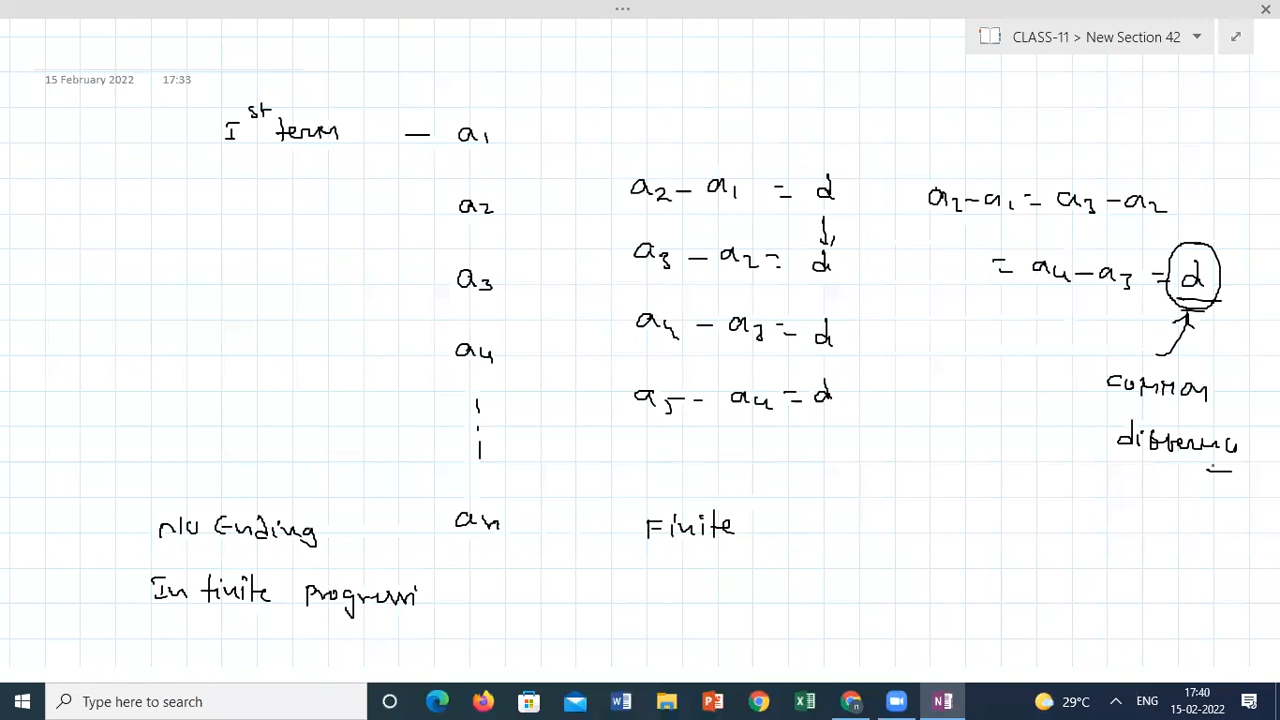 CLASS-11 > New Section 42
15 February 2022 17:33
Ist term — a1
a2
a3
a4
an
a2 - a1 = d
a3 - a2 = d
a4 - a3 = d
a5 - a4 = d
a2 - a1 = a3 - a2
= a4 - a3 = d
common
difference
no Ending
Finite
Infinite progressi
Type here to search
29°C
ENG
17:40
15-02-2022